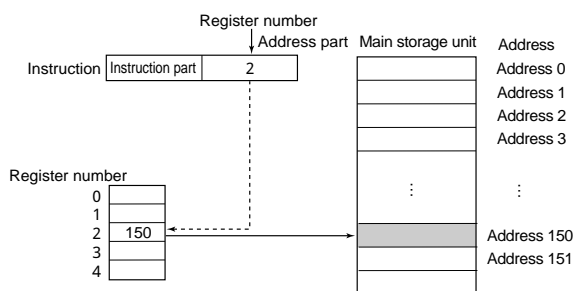 Register number
Address part
Main storage unit
Address
Instruction
Instruction part
2
Address 0
Address 1
Address 2
Address 3
Register number
0
1
2
150
3
4
⋮
⋮
Address 150
Address 151